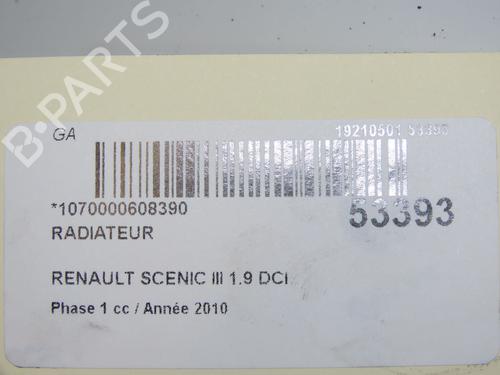 B-PARTS
GA
19210501 53393
*1070000608390
53393
RADIATEUR
RENAULT SCENIC III 1.9 DCI
Phase 1 cc / Année 2010